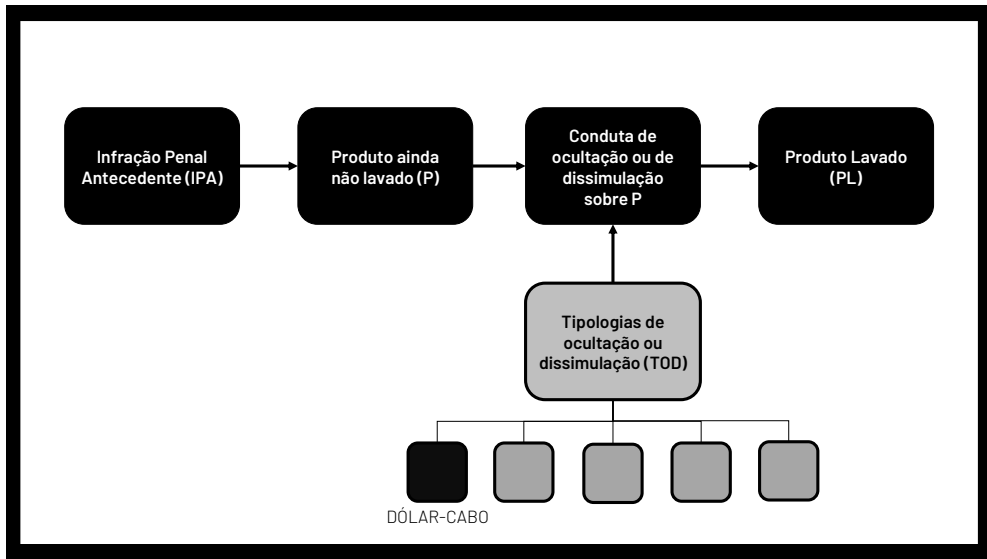 Infração Penal
Antecedente (IPA)
Produto ainda
não lavado (P)
Conduta de
ocultação ou de
dissimulação
sobre P
Produto Lavado
(PL)
Tipologias de
ocultação ou
dissimulação (TOD)
DÓLAR-CABO